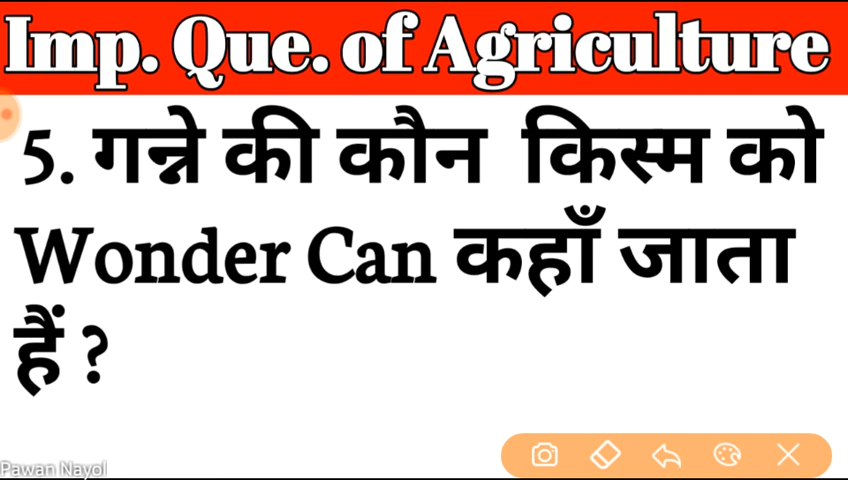 Imp. Que. of Agriculture
5. गन्ने की कौन किस्म को
Wonder Can कहाँ जाता
हैं ?
Pawan Nayol